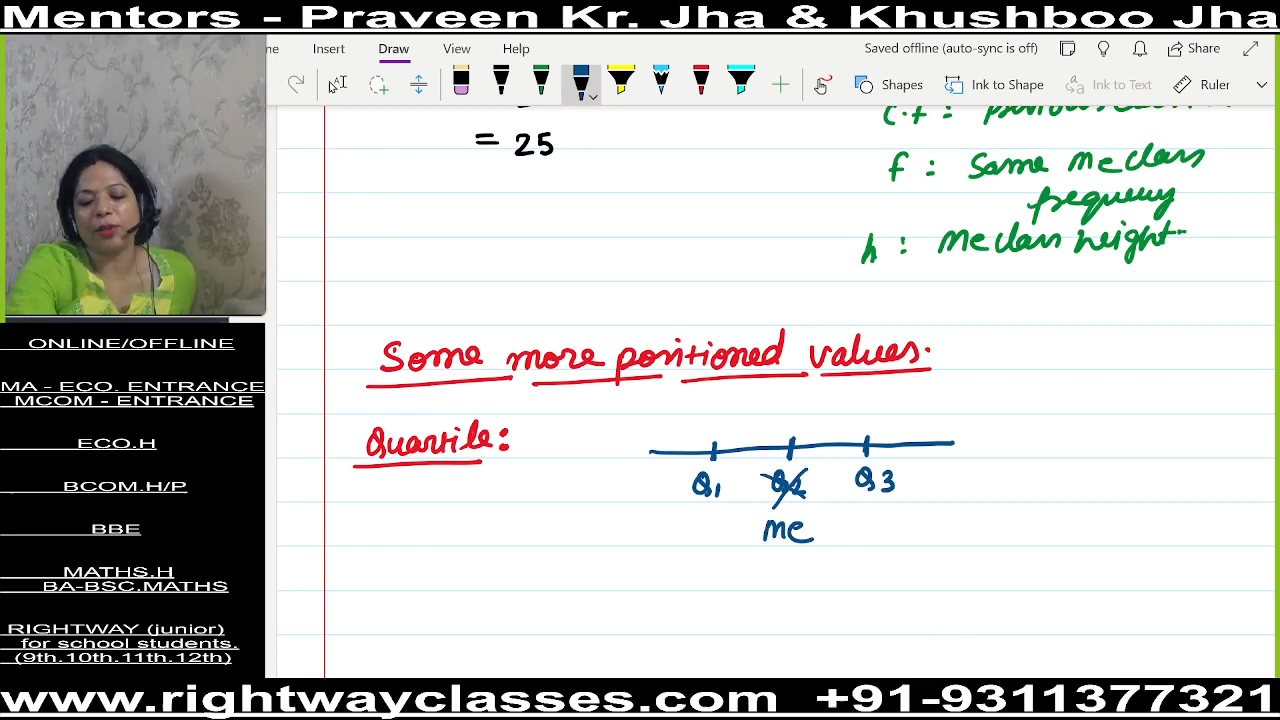 Mentors - Praveen Kr. Jha & Khushboo Jha
Insert Draw View Help
Saved offline (auto-sync is off)
Share
Shapes
Ink to Shape
Ink to Text
Ruler
= 25
c.f :
f : Same Me class
frequency
h : Me class height
Some more positioned values.
Quartile:
Q1 Q2 Q3
Me
ONLINE/OFFLINE
MA - ECO. ENTRANCE
MCOM - ENTRANCE
ECO.H
BCOM.H/P
BBE
MATHS.H
BA-BSC.MATHS
RIGHTWAY (junior)
for school students.
(9th.10th.11th.12th)
www.rightwayclasses.com +91-9311377321